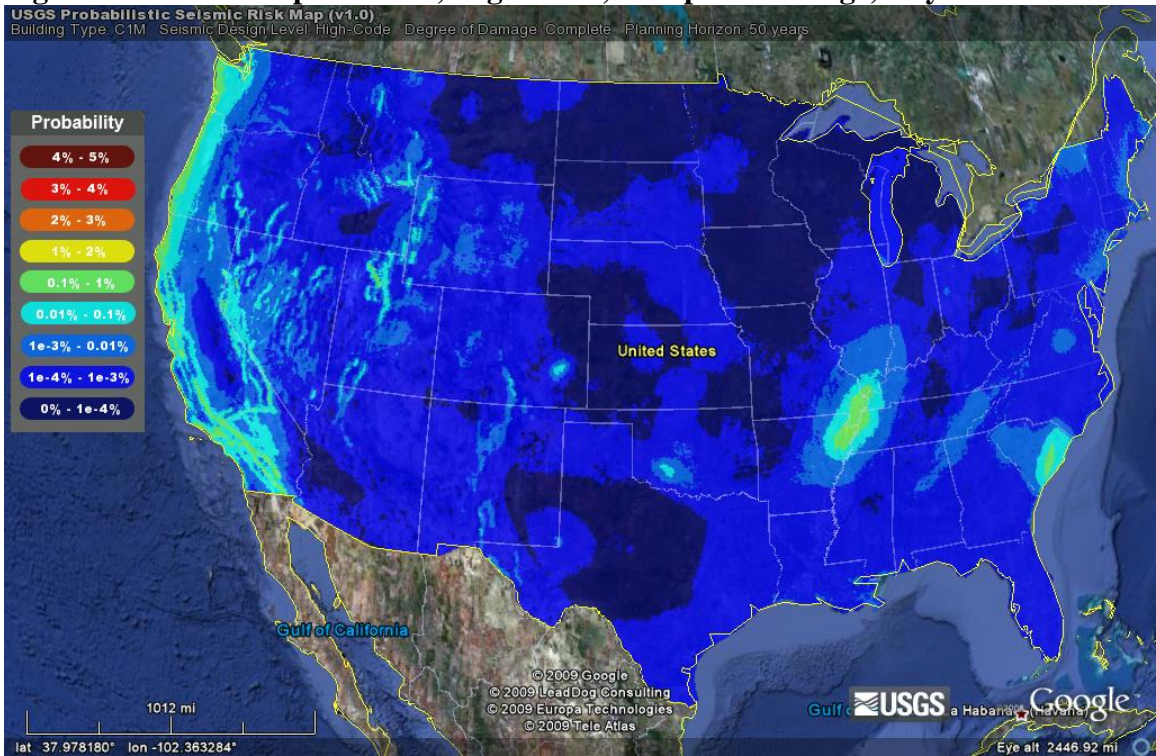 USGS Probabilistic Seismic Risk Map (v1.0)
Building Type: C1M Seismic Design Level: High-Code Degree of Damage: Complete Planning Horizon: 50 years
Probability
4% - 5%
3% - 4%
2% - 3%
1% - 2%
0.1% - 1%
0.01% - 0.1%
1e-3% - 0.01%
1e-4% - 1e-3%
0% - 1e-4%
United States
Gulf of California
© 2009 Google
© 2009 LeadDog Consulting
© 2009 Europa Technologies
© 2009 Tele Atlas
1012 mi
Gulf
USGS
a Habana (Havana)
Google
lat 37.978180° lon -102.363284°
Eye alt 2446.92 mi